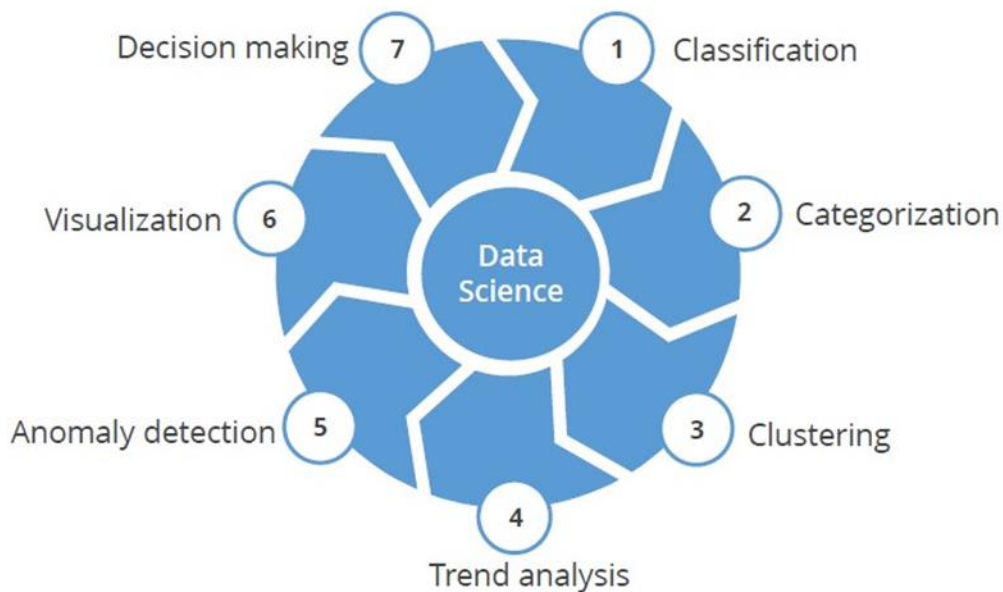 Data
Science
1
Classification
2
Categorization
3
Clustering
4
Trend analysis
5
Anomaly detection
6
Visualization
7
Decision making